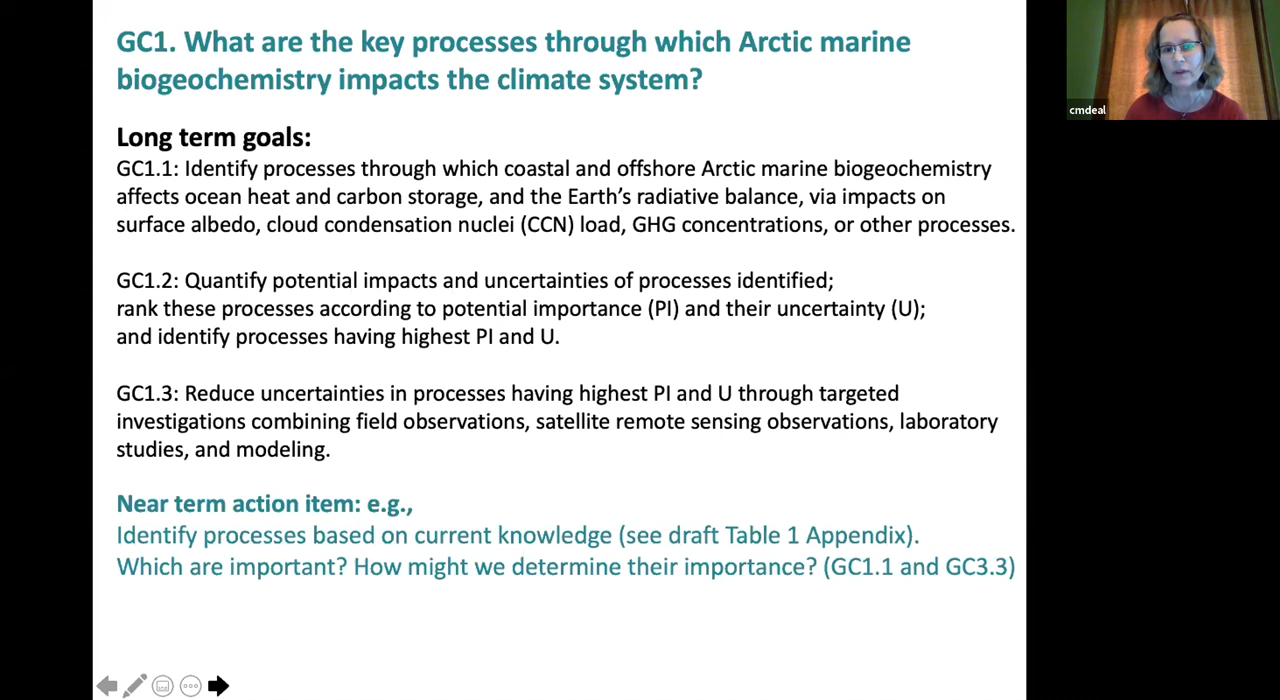 GC1. What are the key processes through which Arctic marine
biogeochemistry impacts the climate system?
Long term goals:
GC1.1: Identify processes through which coastal and offshore Arctic marine biogeochemistry
affects ocean heat and carbon storage, and the Earth’s radiative balance, via impacts on
surface albedo, cloud condensation nuclei (CCN) load, GHG concentrations, or other processes.
GC1.2: Quantify potential impacts and uncertainties of processes identified;
rank these processes according to potential importance (PI) and their uncertainty (U);
and identify processes having highest PI and U.
GC1.3: Reduce uncertainties in processes having highest PI and U through targeted
investigations combining field observations, satellite remote sensing observations, laboratory
studies, and modeling.
Near term action item: e.g.,
Identify processes based on current knowledge (see draft Table 1 Appendix).
Which are important? How might we determine their importance? (GC1.1 and GC3.3)
cmdeal